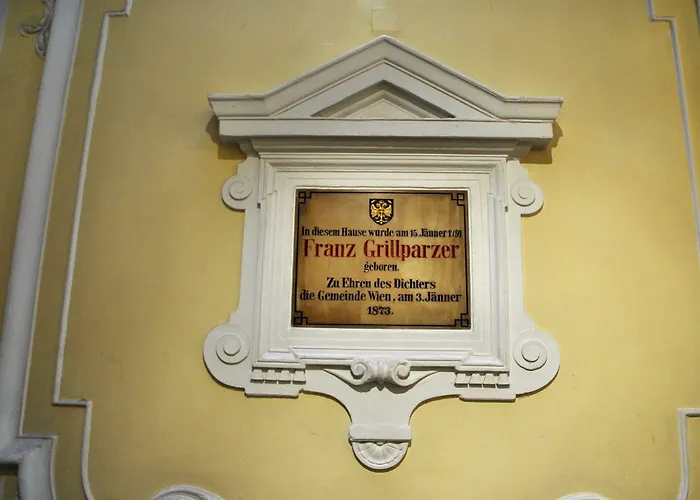 In diesem Hause wurde am 15. Jänner 1791
Franz Grillparzer
geboren.
Zu Ehren des Dichters
die Gemeinde Wien, am 3. Jänner
1873.